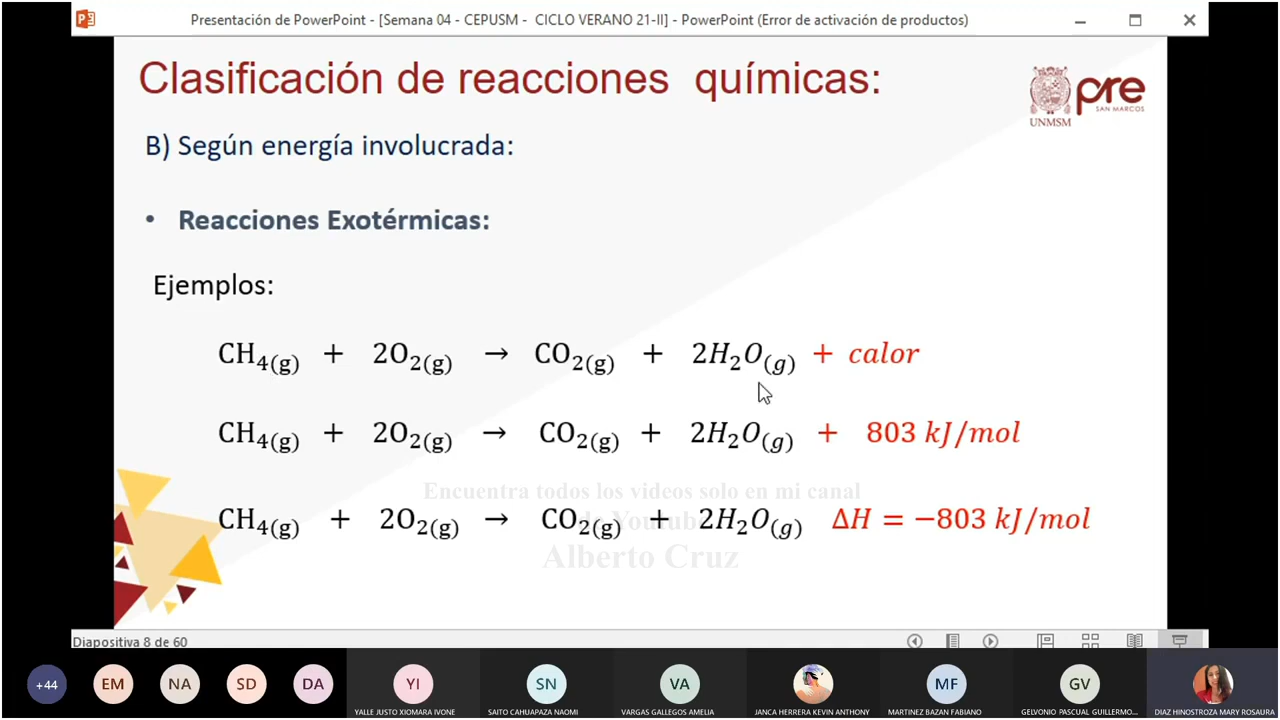 Presentación de PowerPoint - [Semana 04 - CEPUSM - CICLO VERANO 21-II] - PowerPoint (Error de activación de productos)
Clasificación de reacciones químicas:
UNMSM
pre
SAN MARCOS
B) Según energía involucrada:
• Reacciones Exotérmicas:
Ejemplos:
CH₄(g) + 2O₂(g) → CO₂(g) + 2H₂O(g) + calor
CH₄(g) + 2O₂(g) → CO₂(g) + 2H₂O(g) + 803 kJ/mol
Encuentra todos los videos solo en mi canal
de Youtube
CH₄(g) + 2O₂(g) → CO₂(g) + 2H₂O(g) ΔH = −803 kJ/mol
Alberto Cruz
Diapositiva 8 de 60
+44 EM NA SD DA YI SN VA MF GV
YALLE JUSTO XIOMARA IVONE SAITO CAHUAPAZA NAOMI VARGAS GALLEGOS AMELIA JANCA HERRERA KEVIN ANTHONY MARTINEZ BAZAN FABIANO GELVONIO PASCUAL GUILLERMO... DIAZ HINOSTROZA MARY ROSAURA